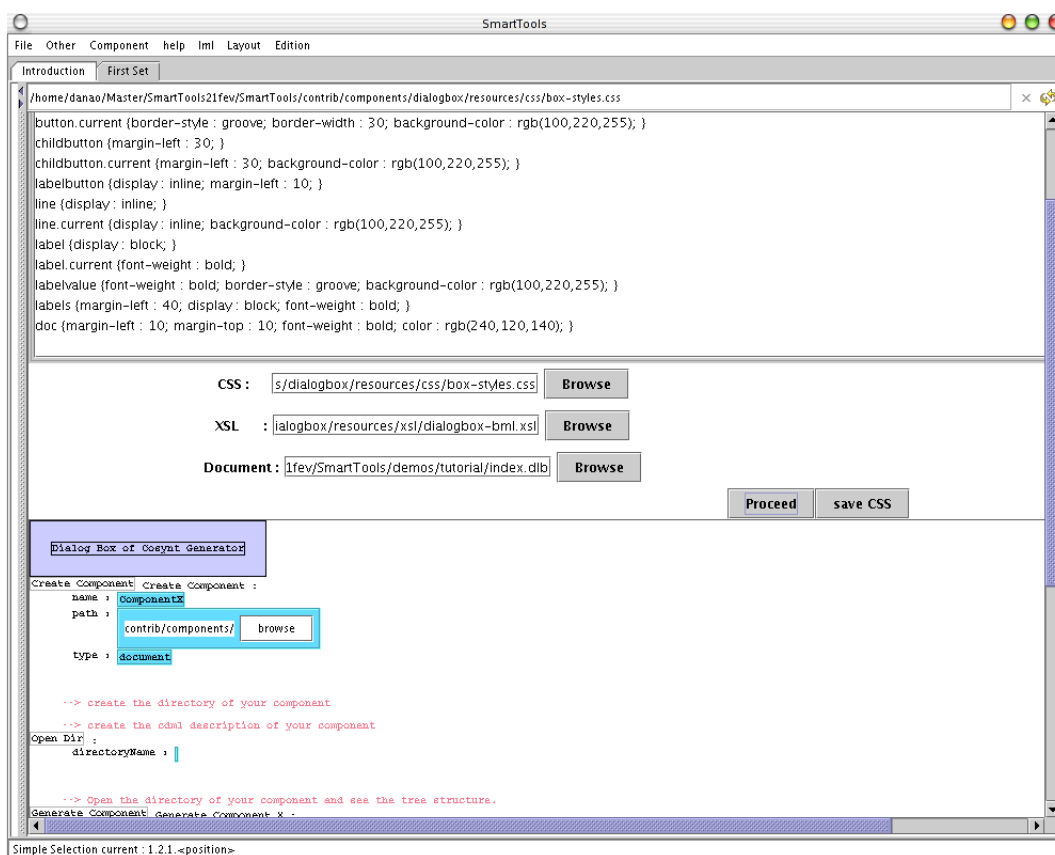 SmartTools
File Other Component help lml Layout Edition
Introduction First Set
/home/danao/Master/SmartTools21fev/SmartTools/contrib/components/dialogbox/resources/css/box-styles.css
button.current {border-style : groove; border-width : 30; background-color : rgb(100,220,255); }
childbutton {margin-left : 30; }
childbutton.current {margin-left : 30; background-color : rgb(100,220,255); }
labelbutton {display : inline; margin-left : 10; }
line {display : inline; }
line.current {display : inline; background-color : rgb(100,220,255); }
label {display : block; }
label.current {font-weight : bold; }
labelvalue {font-weight : bold; border-style : groove; background-color : rgb(100,220,255); }
labels {margin-left : 40; display : block; font-weight : bold; }
doc {margin-left : 10; margin-top : 10; font-weight : bold; color : rgb(240,120,140); }
CSS : s/dialogbox/resources/css/box-styles.css Browse
XSL : ialogbox/resources/xsl/dialogbox-bml.xsl Browse
Document : 1fev/SmartTools/demos/tutorial/index.dlb Browse
Proceed save CSS
Dialog Box of Cosynt Generator
Create Component Create Component :
name : ComponentX
path :
contrib/components/ browse
type : document
--> create the directory of your component
--> create the cdml description of your component
Open Dir :
directoryName :
--> Open the directory of your component and see the tree structure.
Generate Component Generate Component X :
Simple Selection current : 1.2.1.<position>